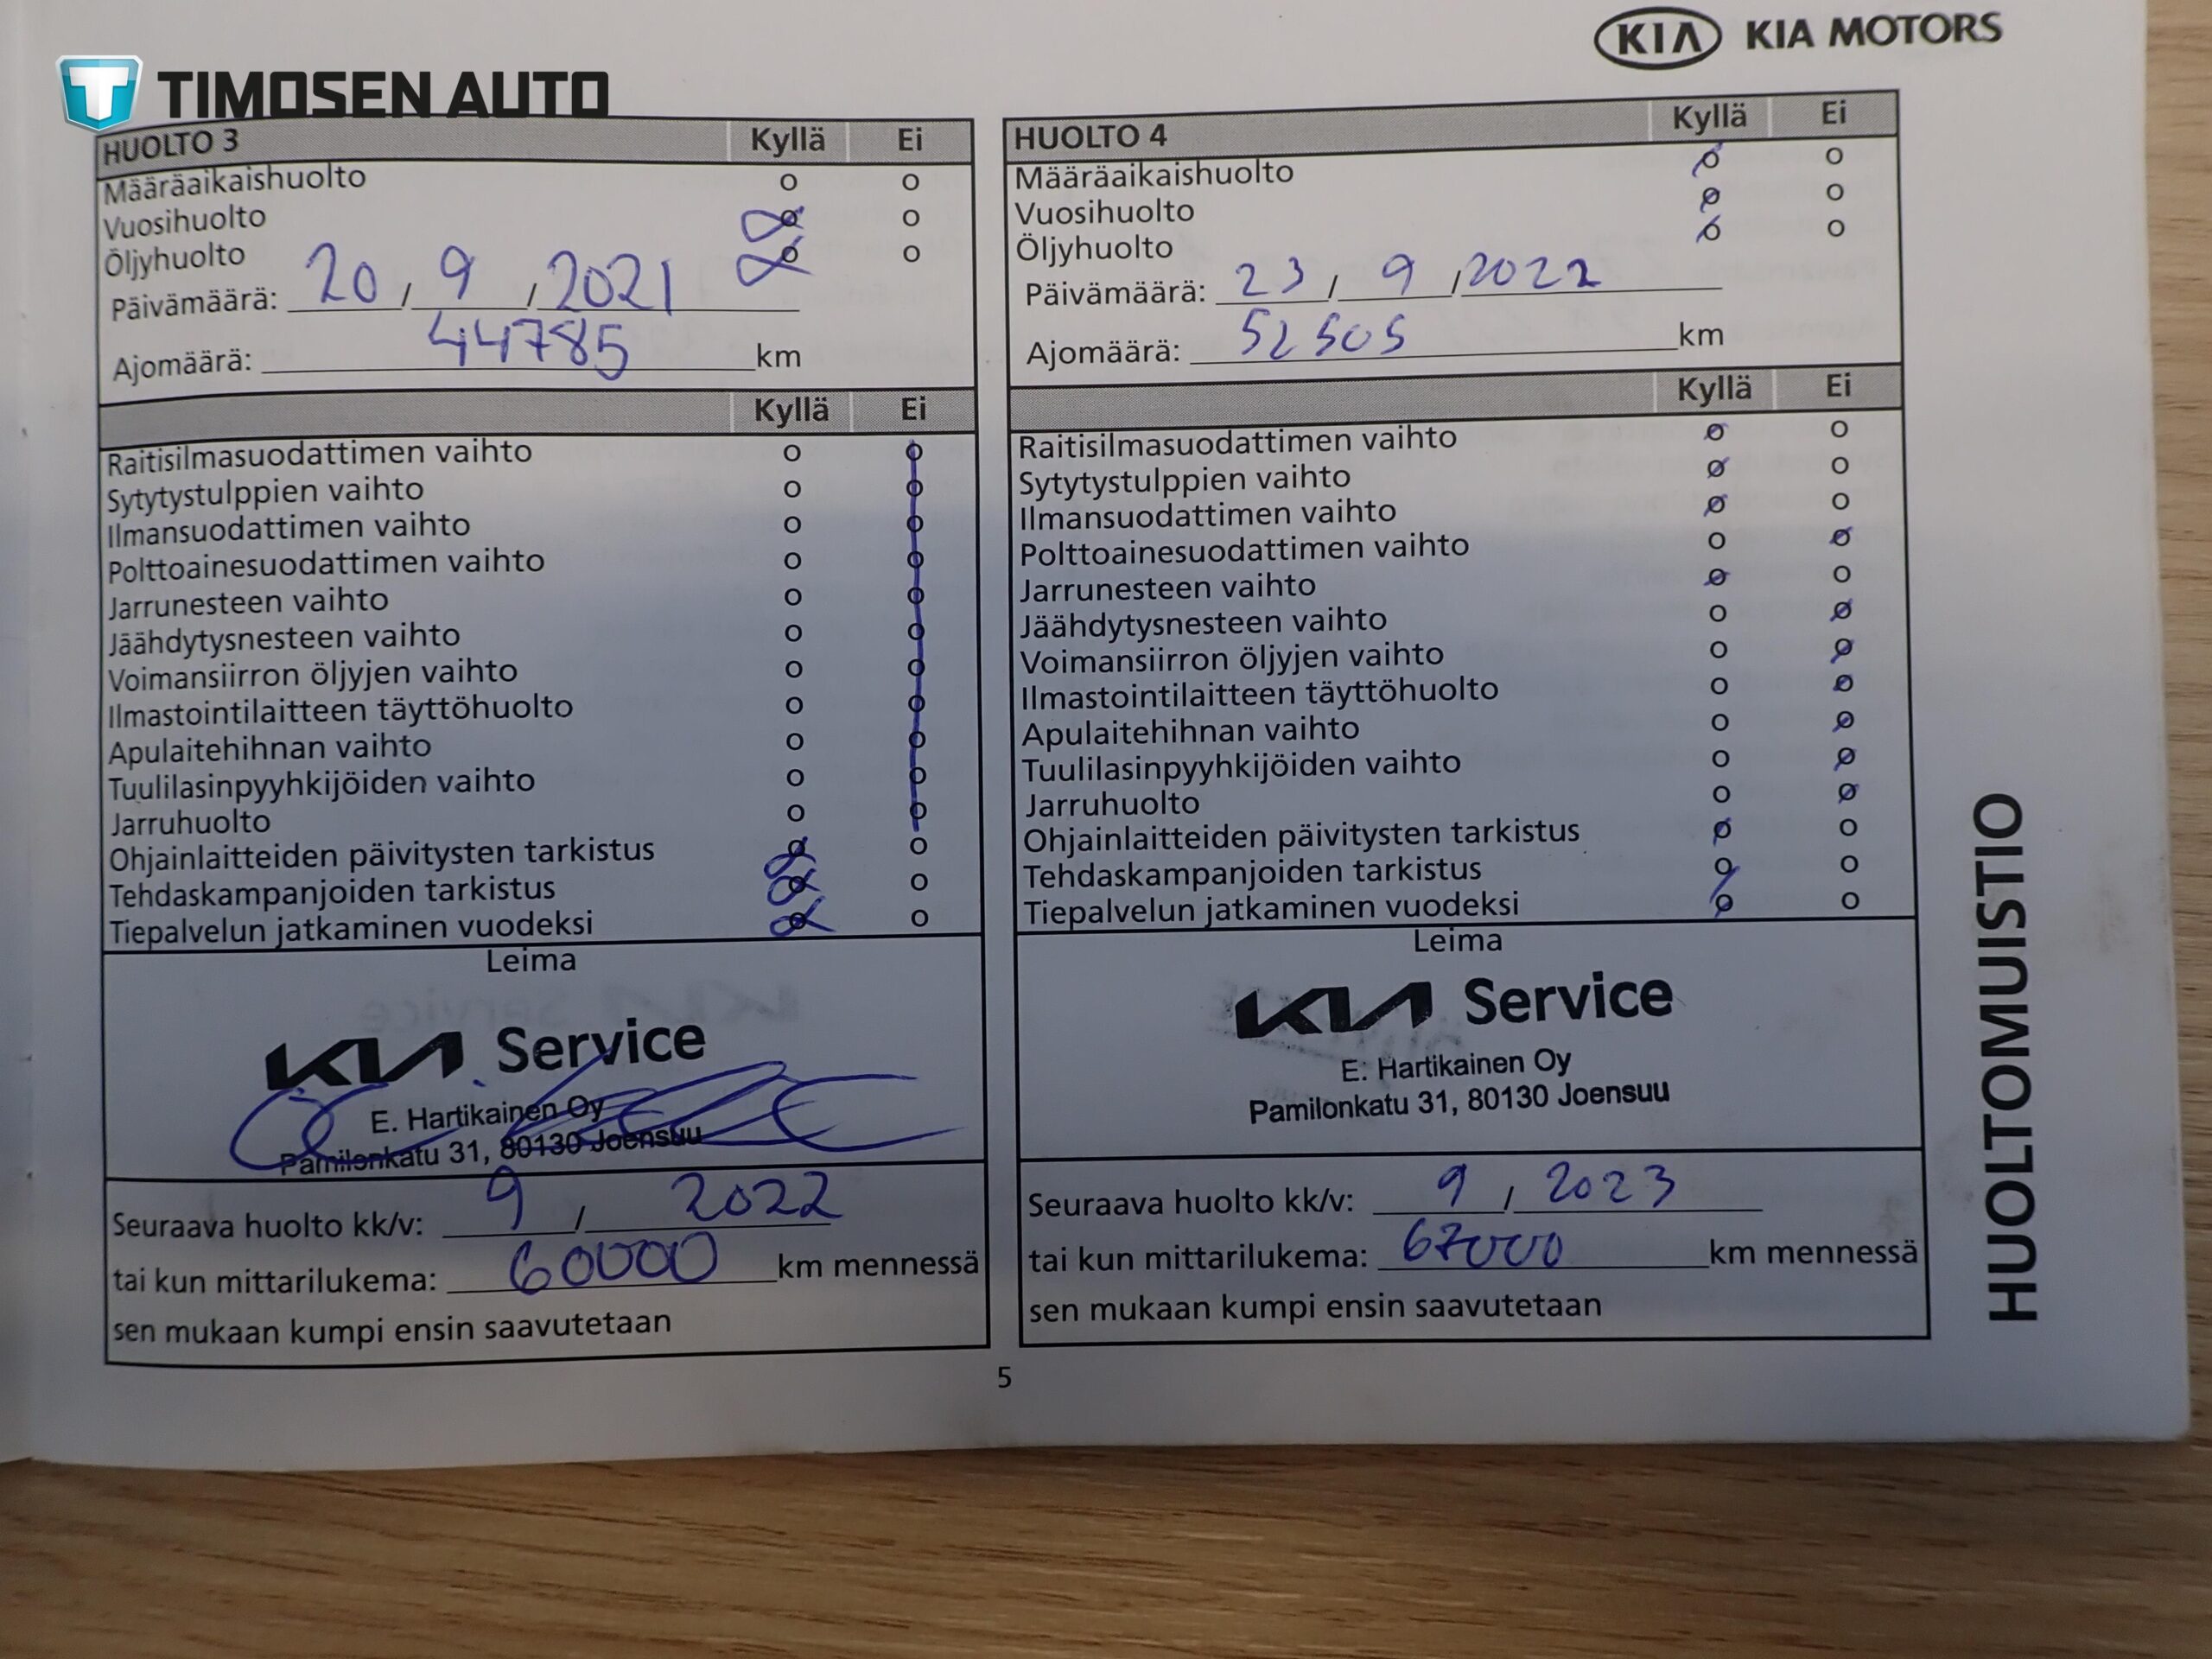 KIA KIA MOTORS
TIMOSEN AUTO
HUOLTO 3 Kyllä Ei
Määräaikaishuolto o o
Vuosihuolto o o
Öljyhuolto o o
Päivämäärä: 20 / 9 / 2021
Ajomäärä: 44785 km
Kyllä Ei
Raitisilmasuodattimen vaihto o o
Sytytystulppien vaihto o o
Ilmansuodattimen vaihto o o
Polttoainesuodattimen vaihto o o
Jarrunesteen vaihto o o
Jäähdytysnesteen vaihto o o
Voimansiirron öljyjen vaihto o o
Ilmastointilaitteen täyttöhuolto o o
Apulaitehihnan vaihto o o
Tuulilasinpyyhkijöiden vaihto o o
Jarruhuolto o o
Ohjainlaitteiden päivitysten tarkistus o o
Tehdaskampanjoiden tarkistus o o
Tiepalvelun jatkaminen vuodeksi o o
Leima
KIA Service
E. Hartikainen Oy
Pamilonkatu 31, 80130 Joensuu
Seuraava huolto kk/v: 9 / 2022
tai kun mittarilukema: 60000 km mennessä
sen mukaan kumpi ensin saavutetaan
HUOLTO 4 Kyllä Ei
Määräaikaishuolto o o
Vuosihuolto o o
Öljyhuolto o o
Päivämäärä: 23 / 9 / 2022
Ajomäärä: 52505 km
Kyllä Ei
Raitisilmasuodattimen vaihto o o
Sytytystulppien vaihto o o
Ilmansuodattimen vaihto o o
Polttoainesuodattimen vaihto o o
Jarrunesteen vaihto o o
Jäähdytysnesteen vaihto o o
Voimansiirron öljyjen vaihto o o
Ilmastointilaitteen täyttöhuolto o o
Apulaitehihnan vaihto o o
Tuulilasinpyyhkijöiden vaihto o o
Jarruhuolto o o
Ohjainlaitteiden päivitysten tarkistus o o
Tehdaskampanjoiden tarkistus o o
Tiepalvelun jatkaminen vuodeksi o o
Leima
KIA Service
E. Hartikainen Oy
Pamilonkatu 31, 80130 Joensuu
Seuraava huolto kk/v: 9 / 2023
tai kun mittarilukema: 67000 km mennessä
sen mukaan kumpi ensin saavutetaan
HUOLTOMUISTIO
5